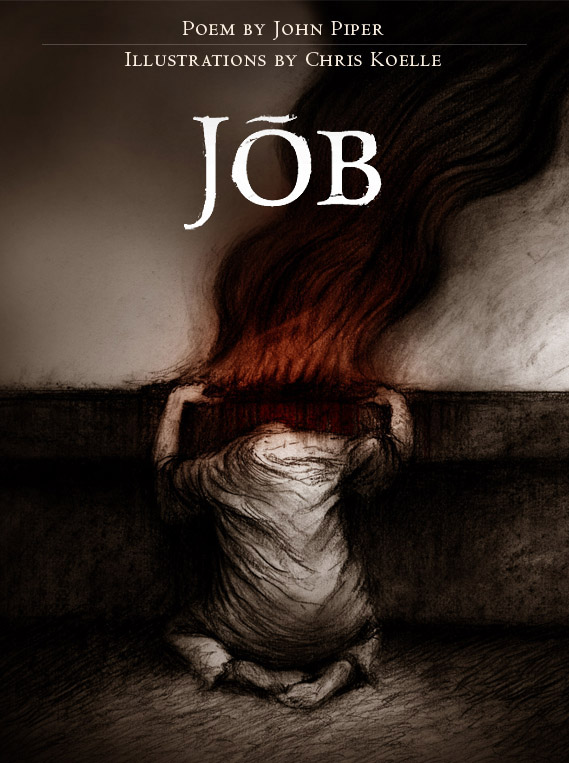 Poem by John Piper
Illustrations by Chris Koelle
JŌB